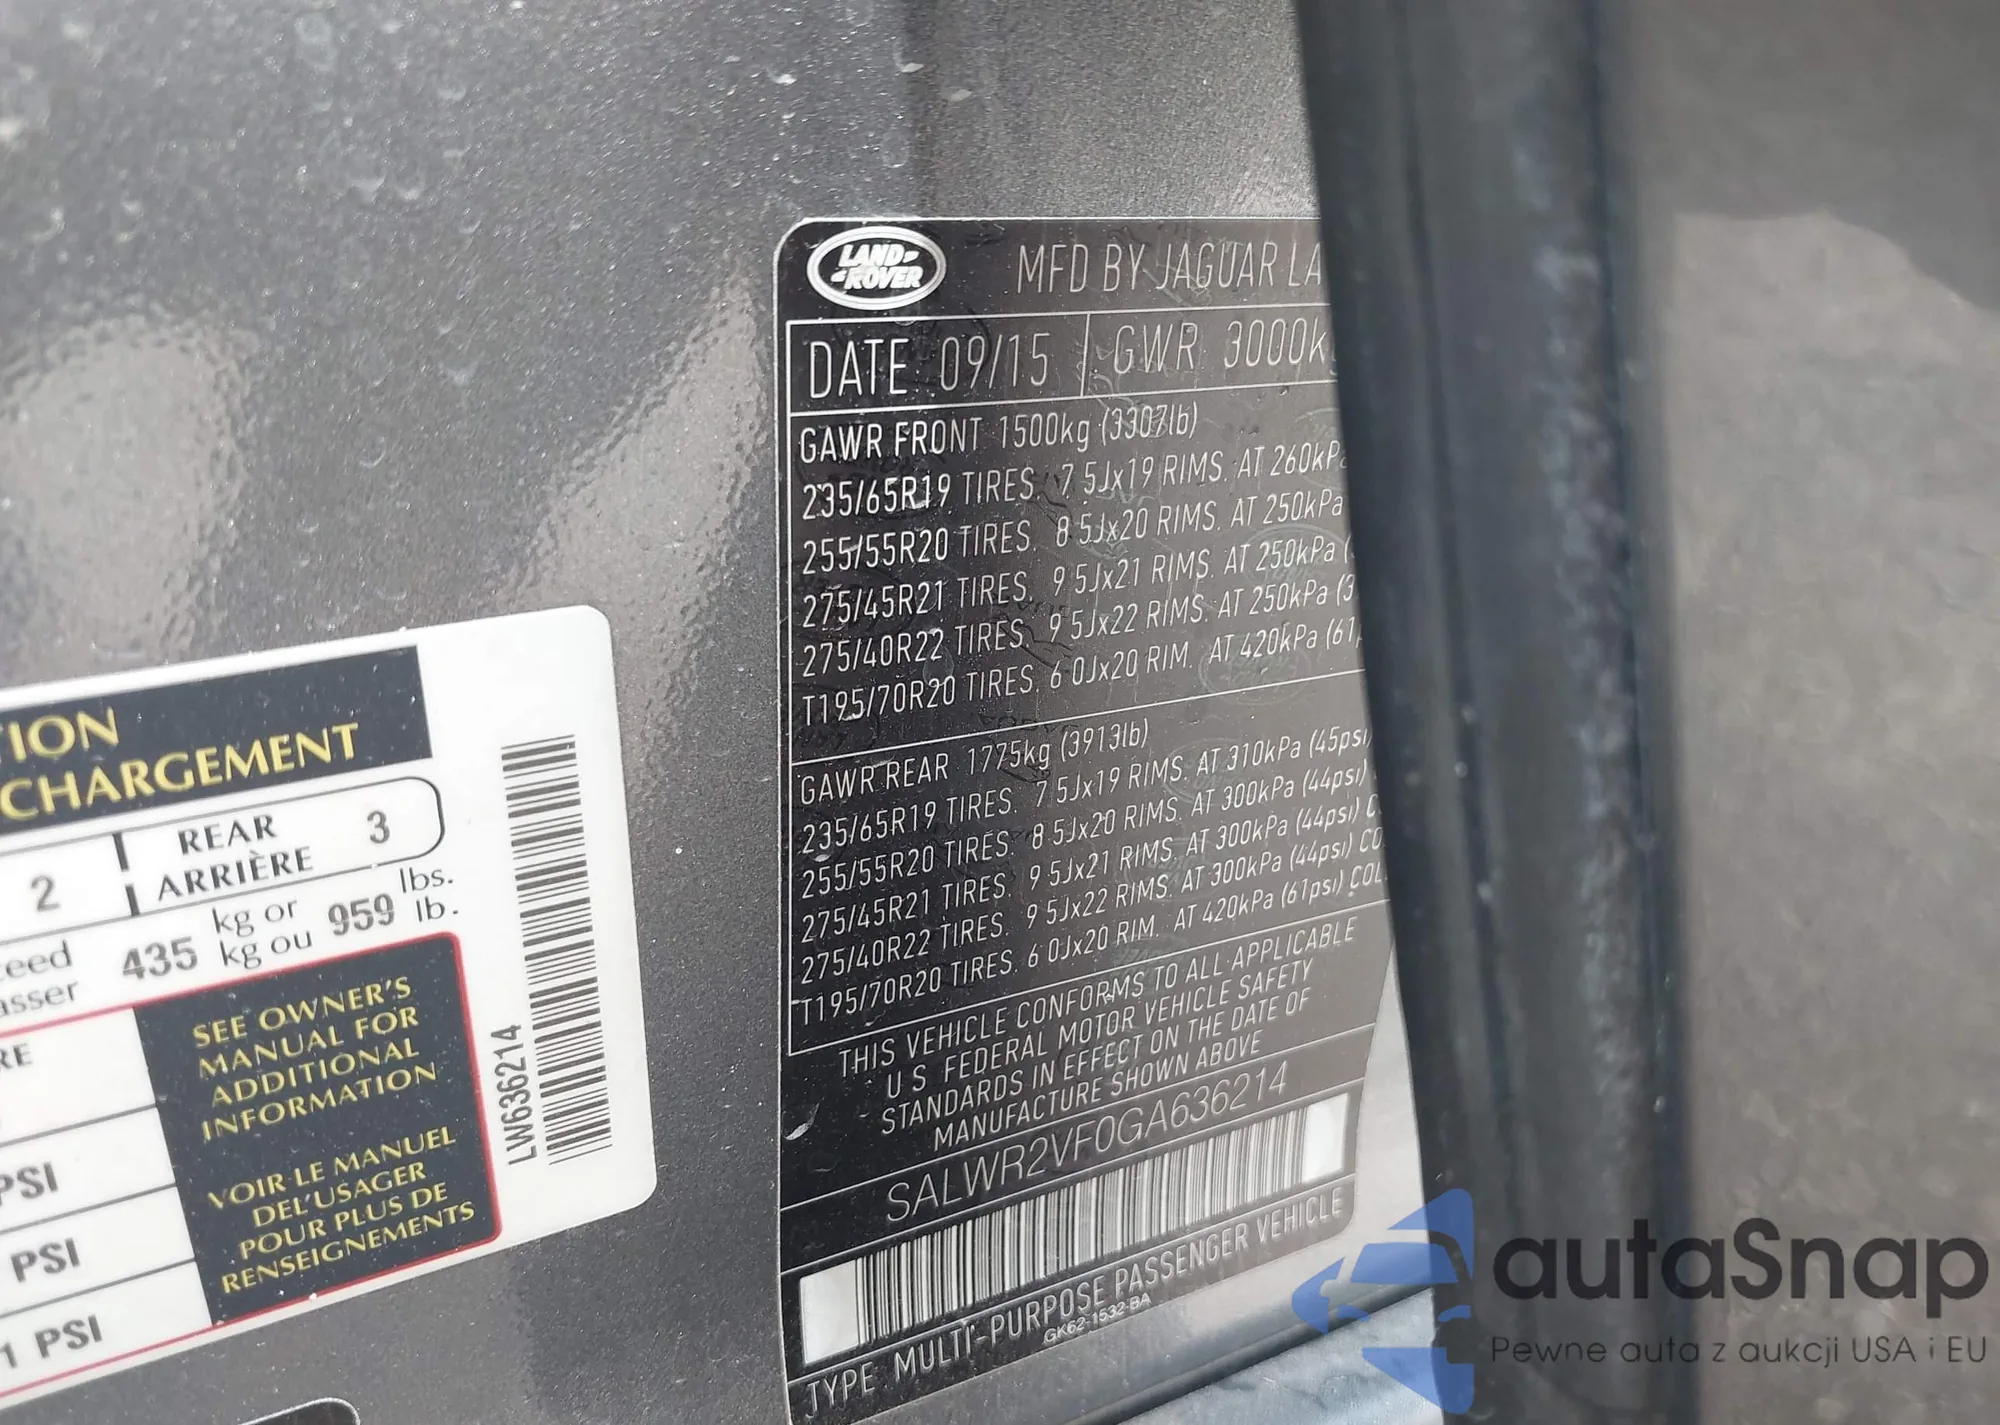 LAND ROVER
MFD BY JAGUAR LA
DATE 09/15 GWR 3000k
GAWR FRONT 1500kg (3307lb)
235/65R19 TIRES. 7 5Jx19 RIMS. AT 260kP
255/55R20 TIRES. 8 5Jx20 RIMS. AT 250kPa
275/45R21 TIRES. 9 5Jx21 RIMS. AT 250kPa (
275/40R22 TIRES. 9 5Jx22 RIMS. AT 250kPa (3
T195/70R20 TIRES. 6 0Jx20 RIM. AT 420kPa (61
GAWR REAR 1775kg (3913lb)
235/65R19 TIRES. 7 5Jx19 RIMS. AT 310kPa (45psi)
255/55R20 TIRES. 8 5Jx20 RIMS. AT 300kPa (44psi)
275/45R21 TIRES. 9 5Jx21 RIMS. AT 300kPa (44psi) C
275/40R22 TIRES. 9 5Jx22 RIMS. AT 300kPa (44psi) CO
T195/70R20 TIRES. 6 0Jx20 RIM. AT 420kPa (61psi) COL
THIS VEHICLE CONFORMS TO ALL APPLICABLE
U S FEDERAL MOTOR VEHICLE SAFETY
STANDARDS IN EFFECT ON THE DATE OF
MANUFACTURE SHOWN ABOVE
SALWR2VF0GA636214
TYPE MULTI-PURPOSE PASSENGER VEHICLE
GK62-1532-BA
TION
CHARGEMENT
2
REAR
ARRIÈRE
3
ceed
asser
435
kg or
kg ou
959
lbs.
lb.
RE
SEE OWNER'S
MANUAL FOR
ADDITIONAL
INFORMATION
VOIR LE MANUEL
DEL'USAGER
POUR PLUS DE
RENSEIGNEMENTS
PSI
PSI
1 PSI
LW636214
autaSnap
Pewne auta z aukcji USA i EU